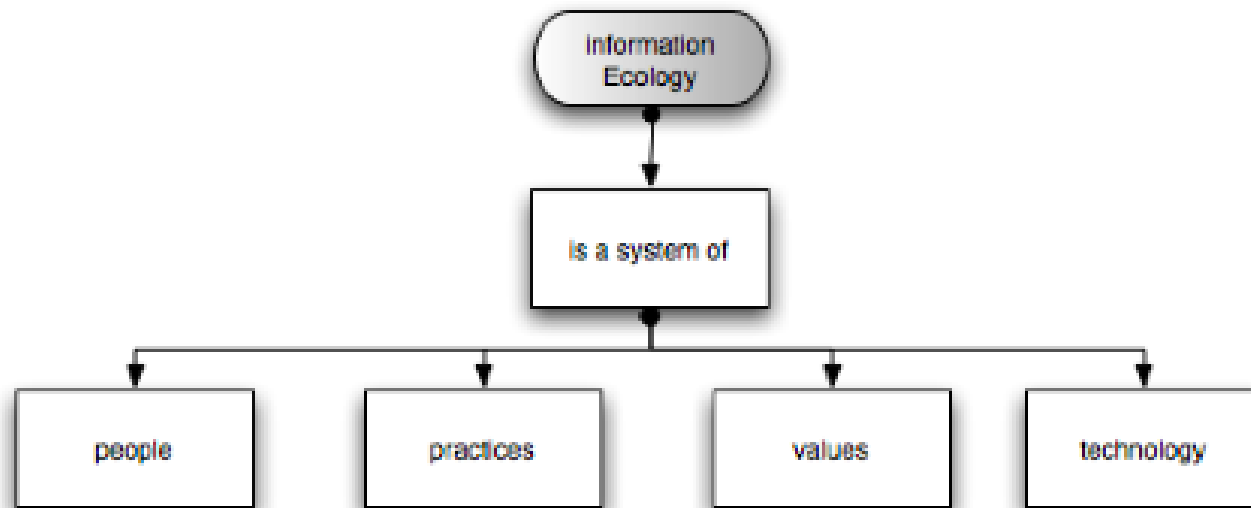 information
Ecology
is a system of
people
practices
values
technology